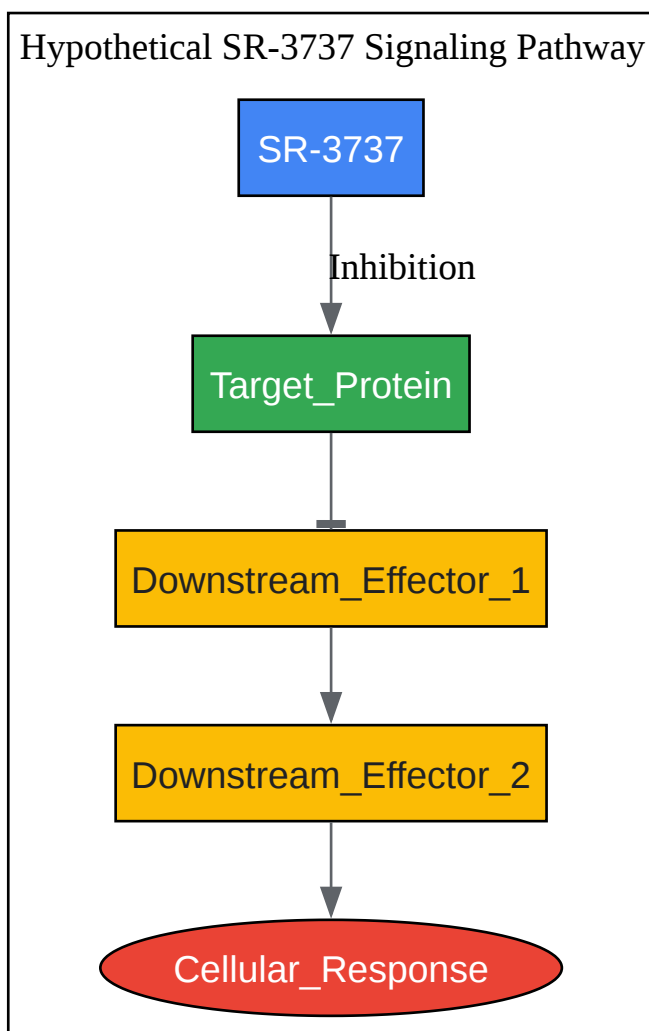 Hypothetical SR-3737 Signaling Pathway
SR-3737
Inhibition
Target_Protein
Downstream_Effector_1
Downstream_Effector_2
Cellular_Response